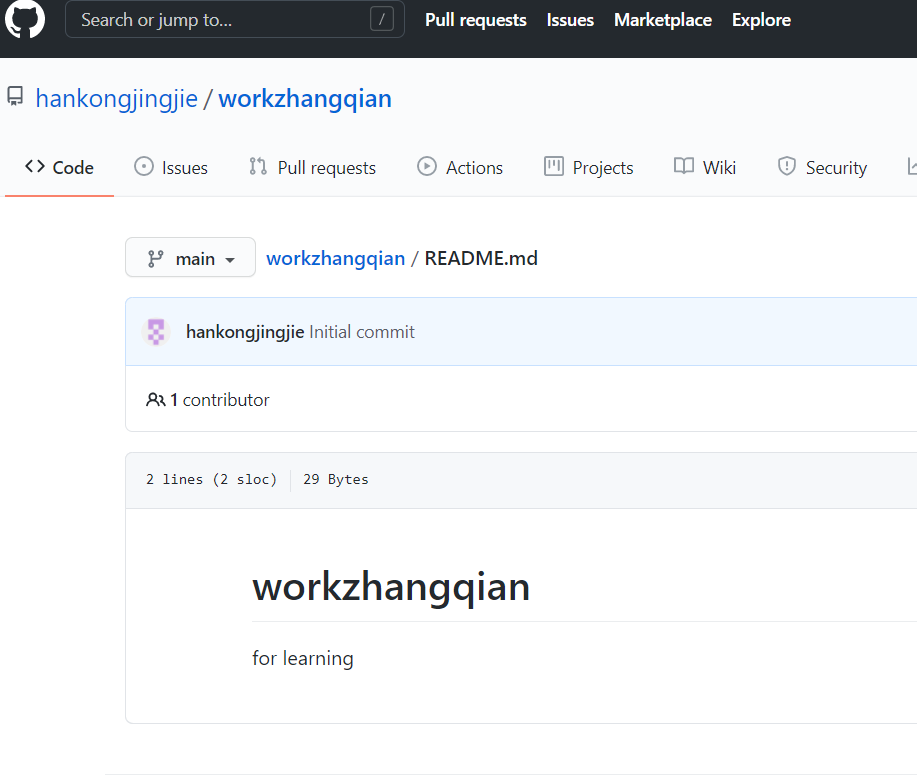 Search or jump to... / Pull requests Issues Marketplace Explore
hankongjingjie / workzhangqian
Code Issues Pull requests Actions Projects Wiki Security
main workzhangqian / README.md
hankongjingjie Initial commit
1 contributor
2 lines (2 sloc) 29 Bytes
workzhangqian
for learning